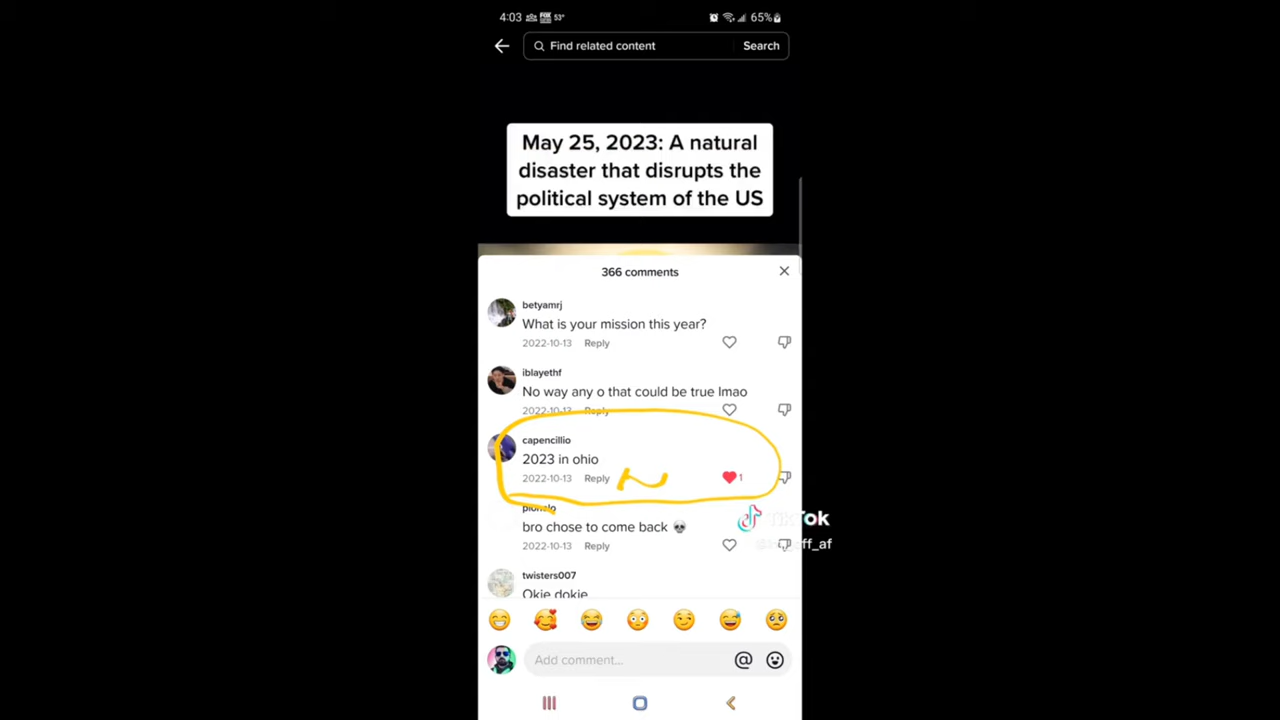 4:03 53° 65%
Find related content Search
May 25, 2023: A natural
disaster that disrupts the
political system of the US
366 comments
betyamrj
What is your mission this year?
2022-10-13 Reply
iblayethf
No way any o that could be true lmao
2022-10-13 Reply
capencillio
2023 in ohio
2022-10-13 Reply 1
bro chose to come back 💀
2022-10-13 Reply
TikTok
twisters007
Okie dokie
Add comment...